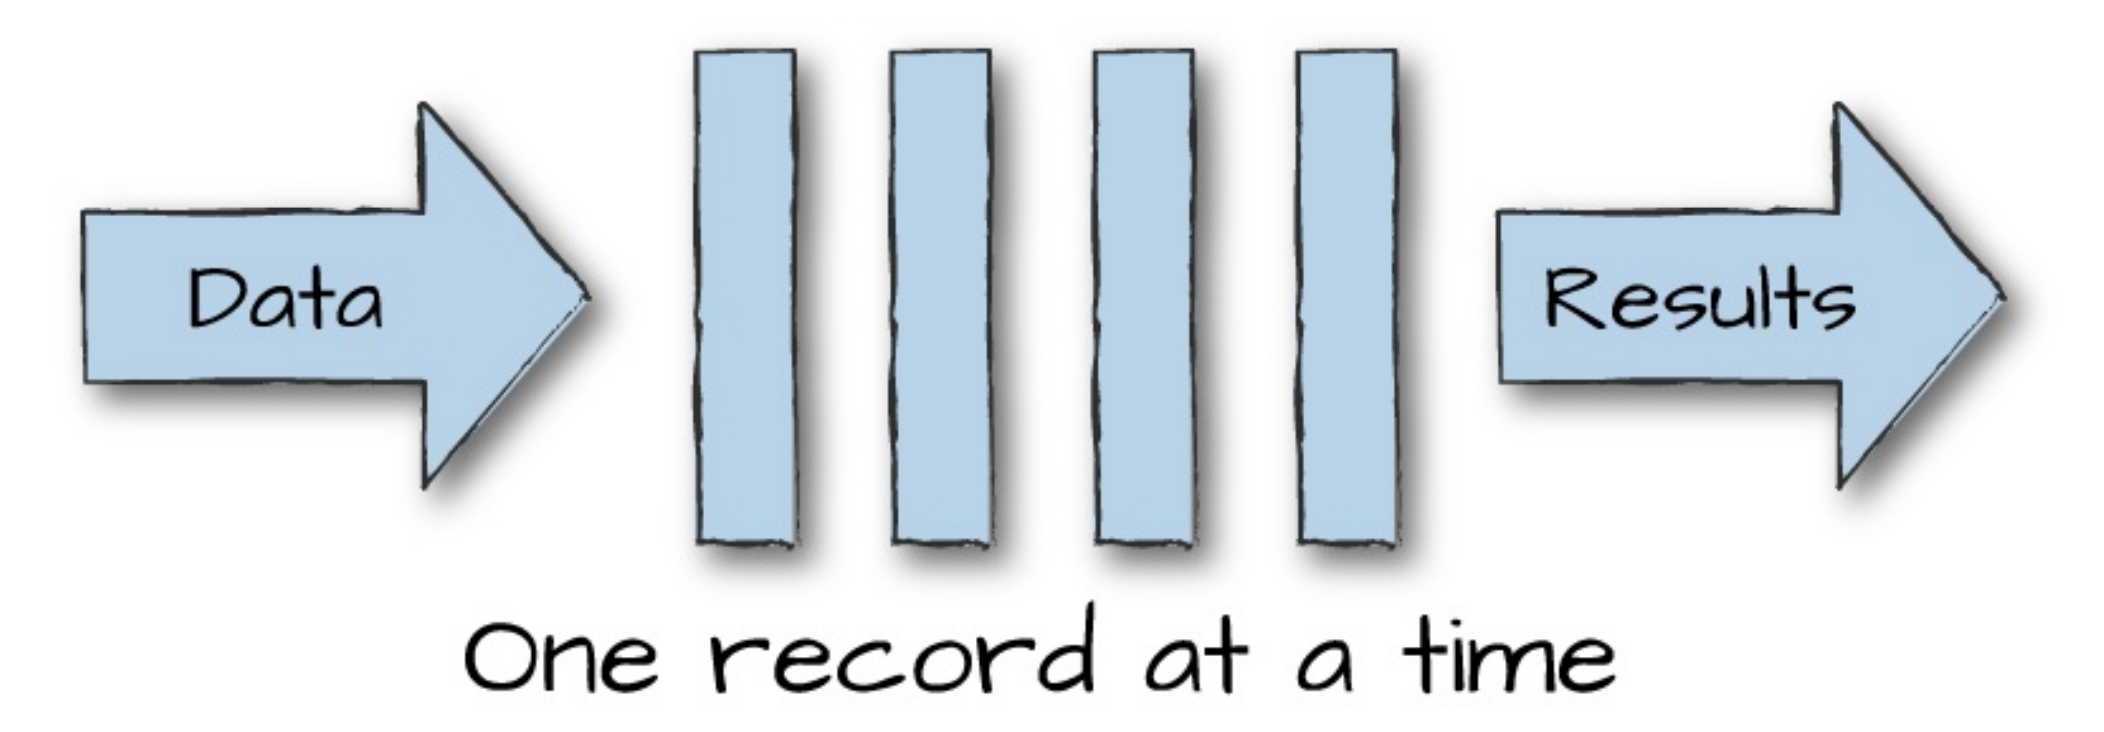 Data
Results
One record at a time